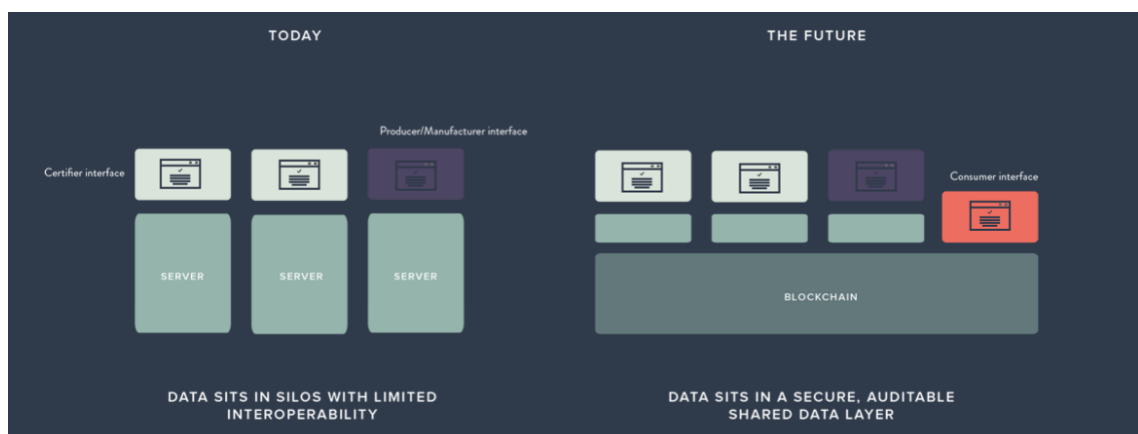 TODAY
Producer/Manufacturer interface
Certifier interface
SERVER
SERVER
SERVER
DATA SITS IN SILOS WITH LIMITED
INTEROPERABILITY
THE FUTURE
Consumer interface
BLOCKCHAIN
DATA SITS IN A SECURE, AUDITABLE
SHARED DATA LAYER